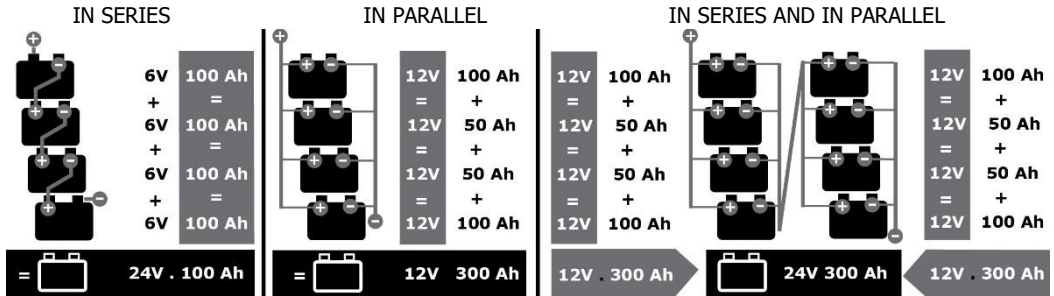 IN SERIES
6V 100 Ah
+ =
6V 100 Ah
+ =
6V 100 Ah
+ =
6V 100 Ah
= 24V . 100 Ah
IN PARALLEL
12V 100 Ah
= +
12V 50 Ah
= +
12V 50 Ah
= +
12V 100 Ah
= 12V 300 Ah
IN SERIES AND IN PARALLEL
12V 100 Ah
= +
12V 50 Ah
= +
12V 50 Ah
= +
12V 100 Ah
12V . 300 Ah
24V 300 Ah
12V 100 Ah
= +
12V 50 Ah
= +
12V 50 Ah
= +
12V 100 Ah
12V . 300 Ah